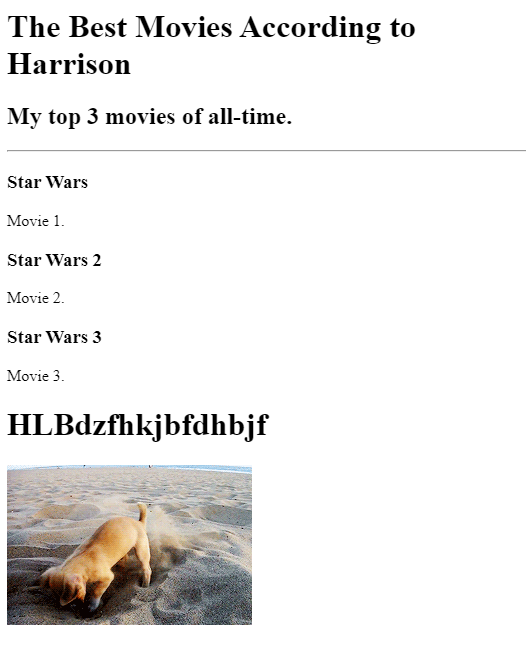 The Best Movies According to
Harrison
My top 3 movies of all-time.
Star Wars
Movie 1.
Star Wars 2
Movie 2.
Star Wars 3
Movie 3.
HLBdzfhkjbfdhbjf